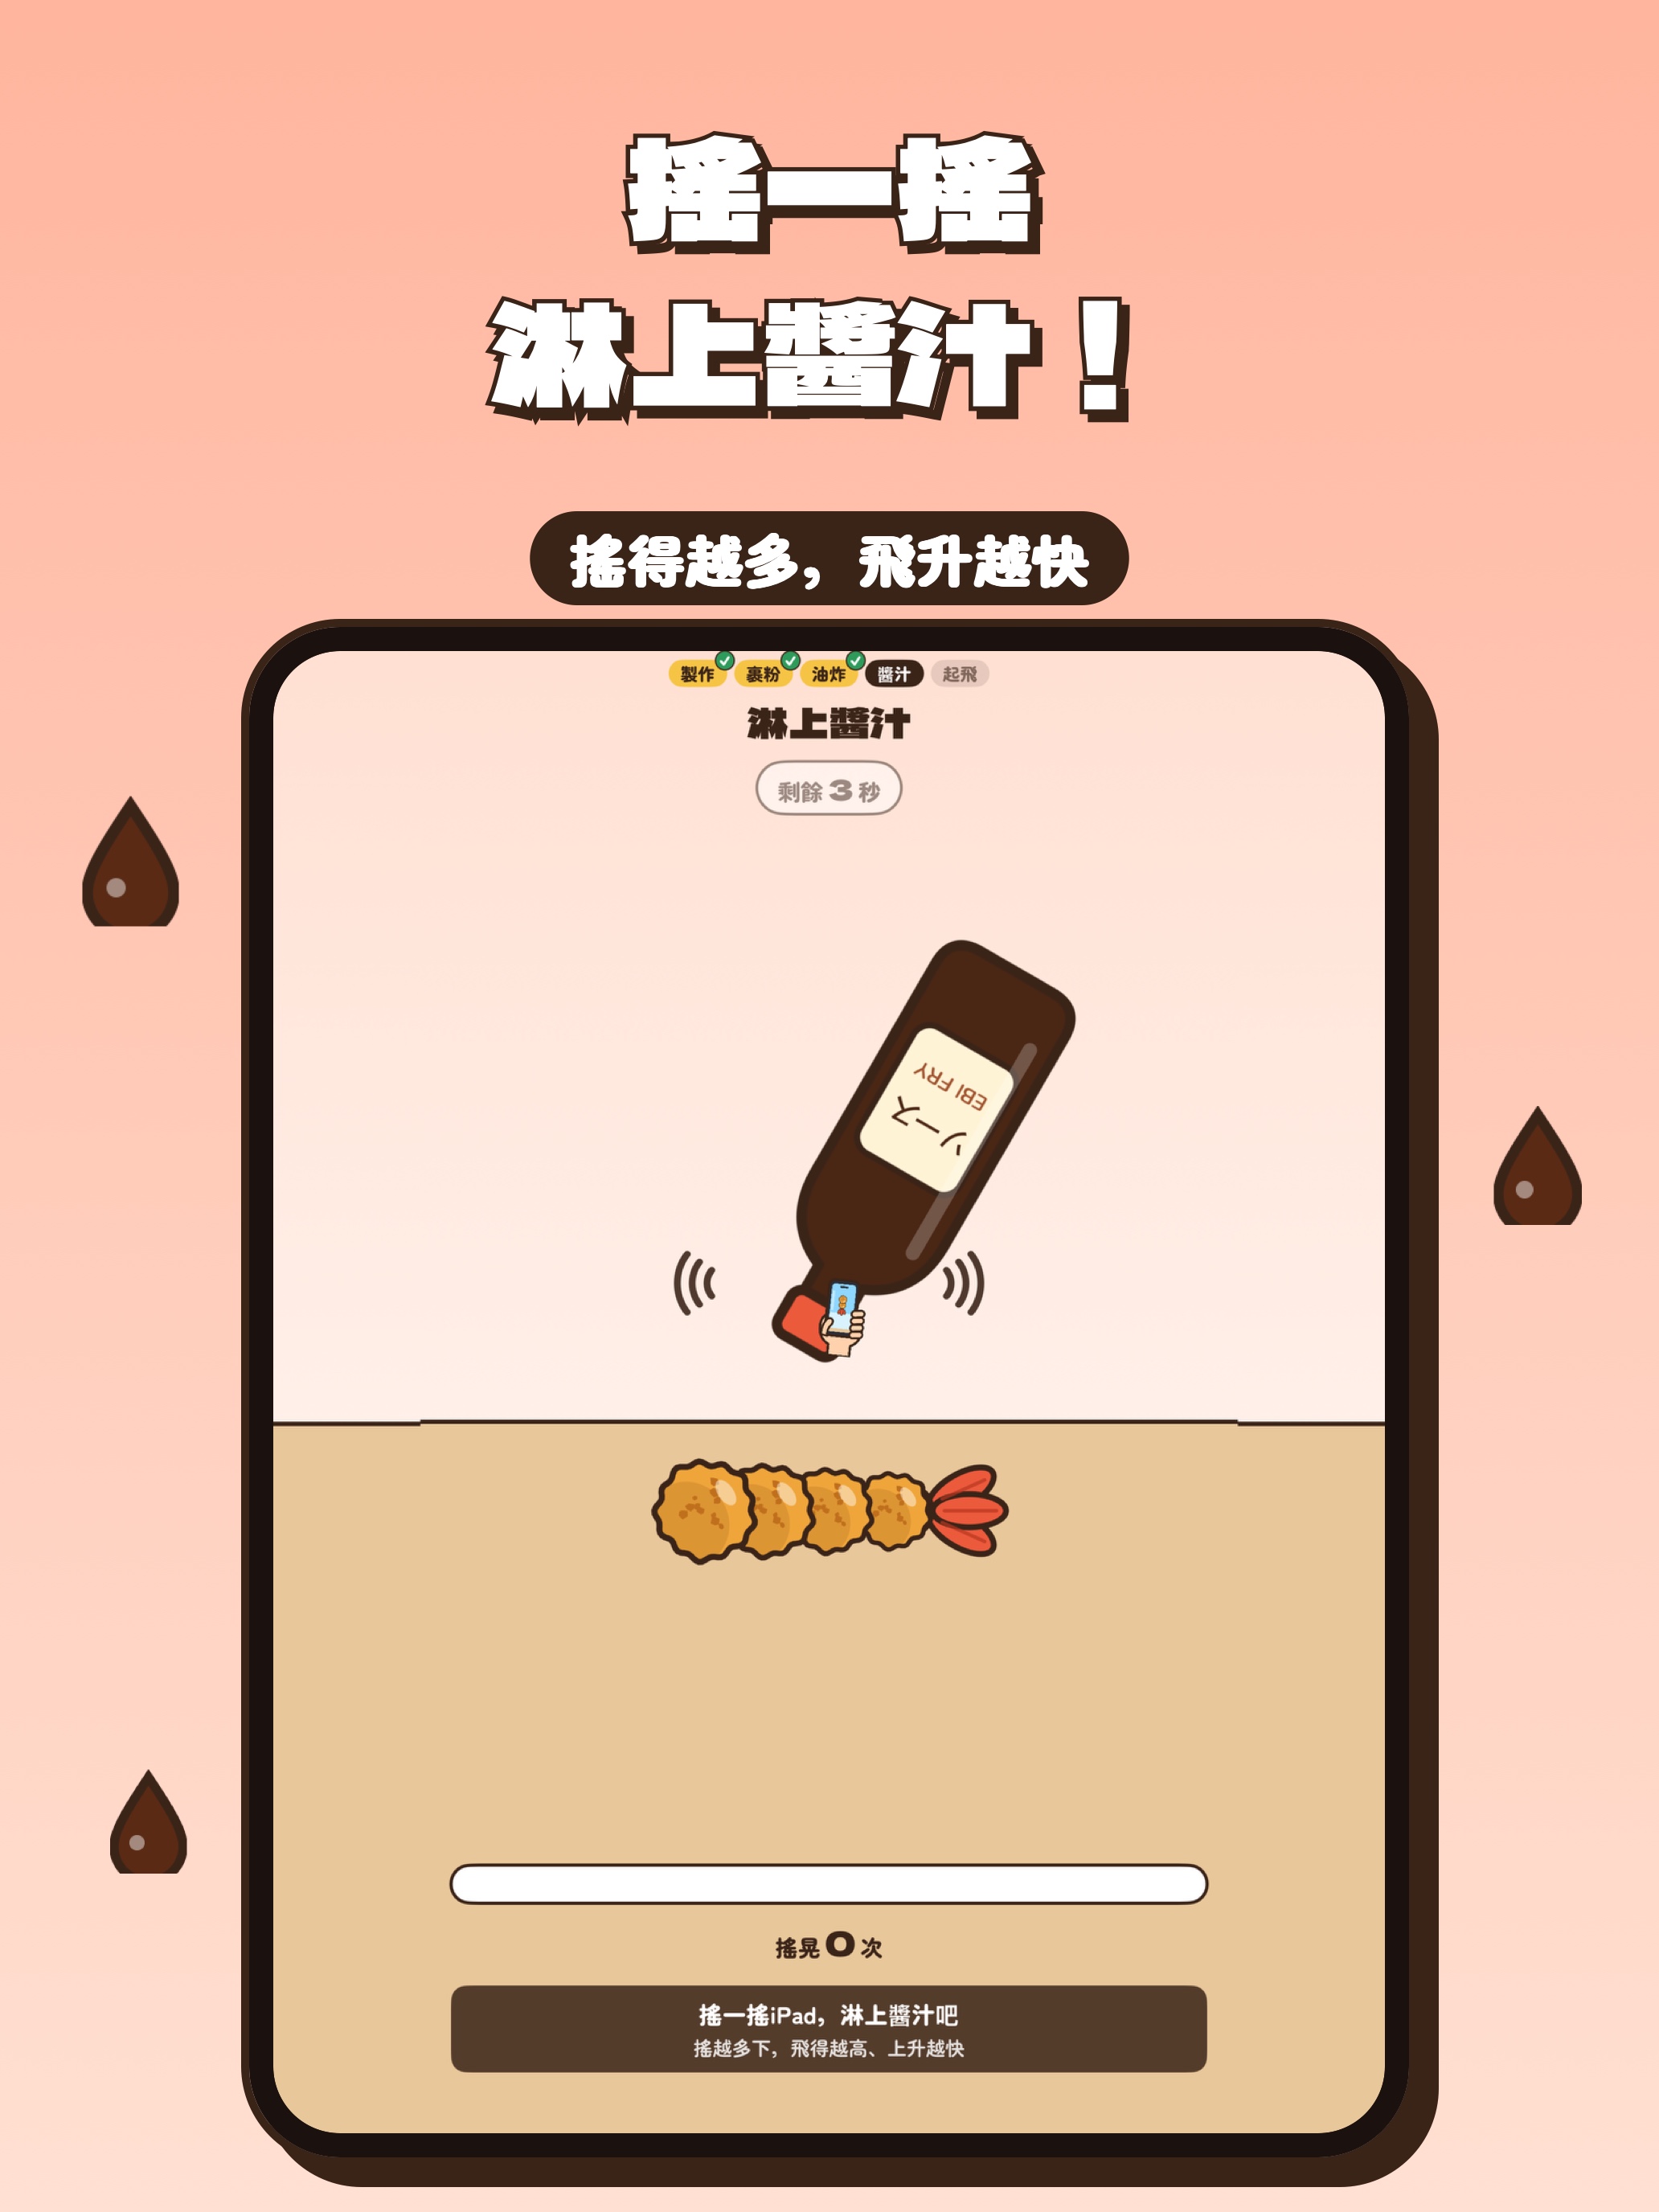 搖一搖
淋上醬汁！
搖得越多，飛升越快
製作 裹粉 油炸 醬汁 起飛
淋上醬汁
剩餘 3 秒
EBI FRY
ソース
搖晃 0 次
搖一搖iPad，淋上醬汁吧
搖越多下，飛得越高、上升越快